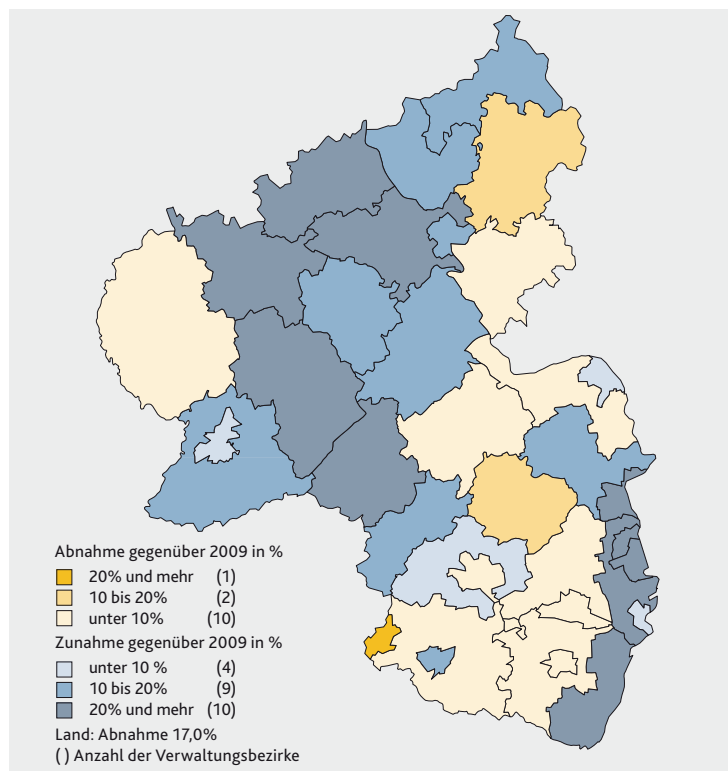 Abnahme gegenüber 2009 in %
20% und mehr (1)
10 bis 20% (2)
unter 10% (10)
Zunahme gegenüber 2009 in %
unter 10 % (4)
10 bis 20% (9)
20% und mehr (10)
Land: Abnahme 17,0%
( ) Anzahl der Verwaltungsbezirke